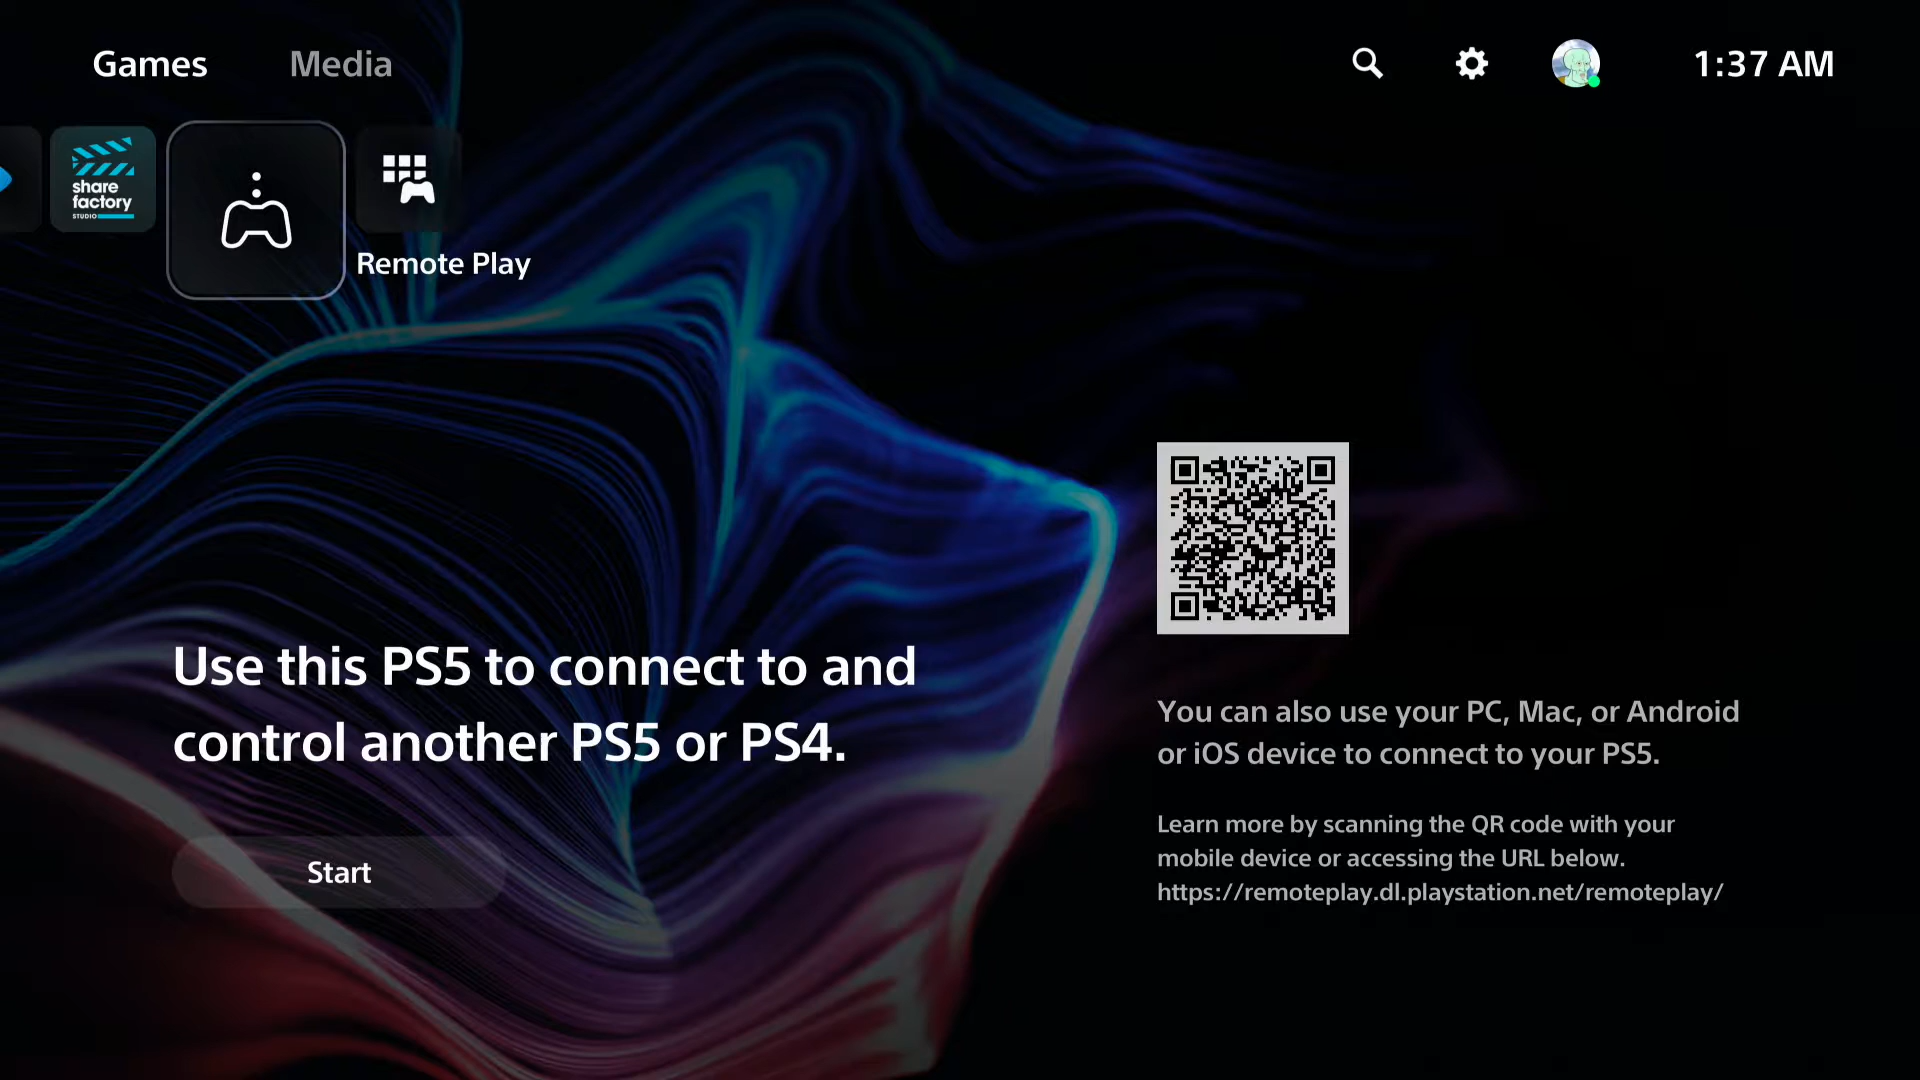 Games
Media
1:37 AM
share
factory
STUDIO
Remote Play
Use this PS5 to connect to and
control another PS5 or PS4.
Start
You can also use your PC, Mac, or Android
or iOS device to connect to your PS5.
Learn more by scanning the QR code with your
mobile device or accessing the URL below.
https://remoteplay.dl.playstation.net/remoteplay/